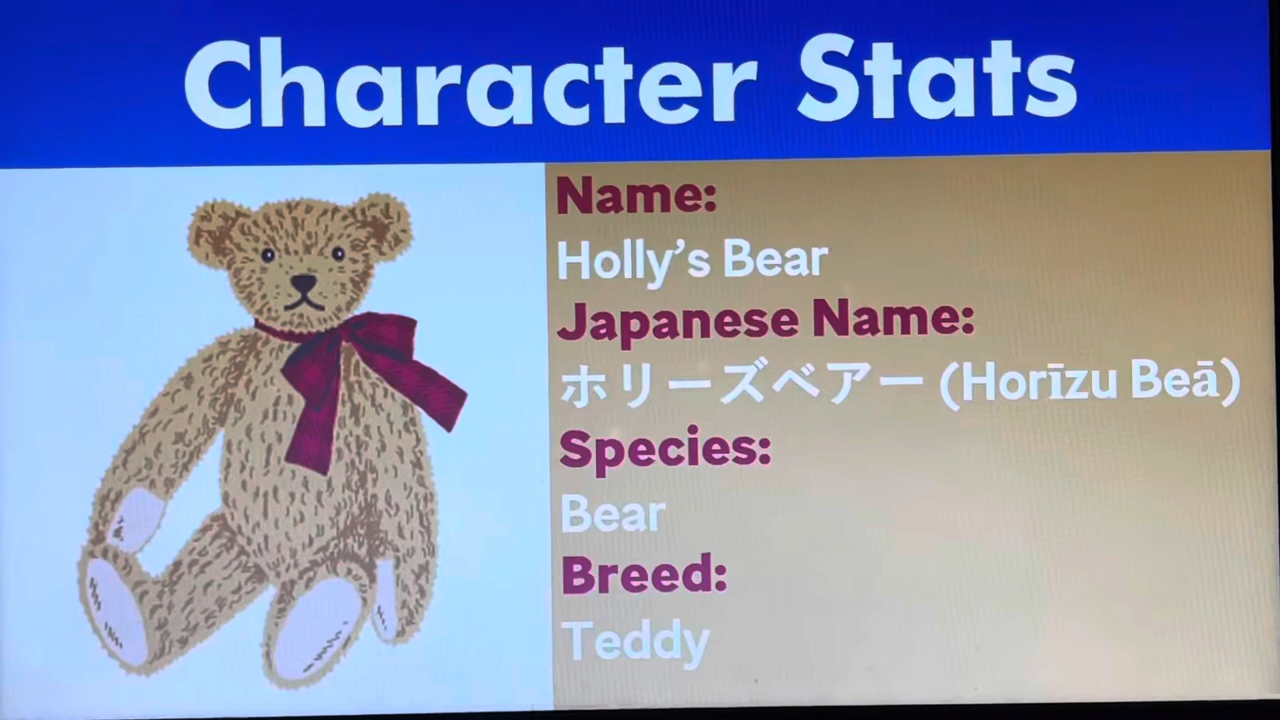 Character Stats
Name:
Holly’s Bear
Japanese Name:
ホリーズベアー (Horīzu Beā)
Species:
Bear
Breed:
Teddy